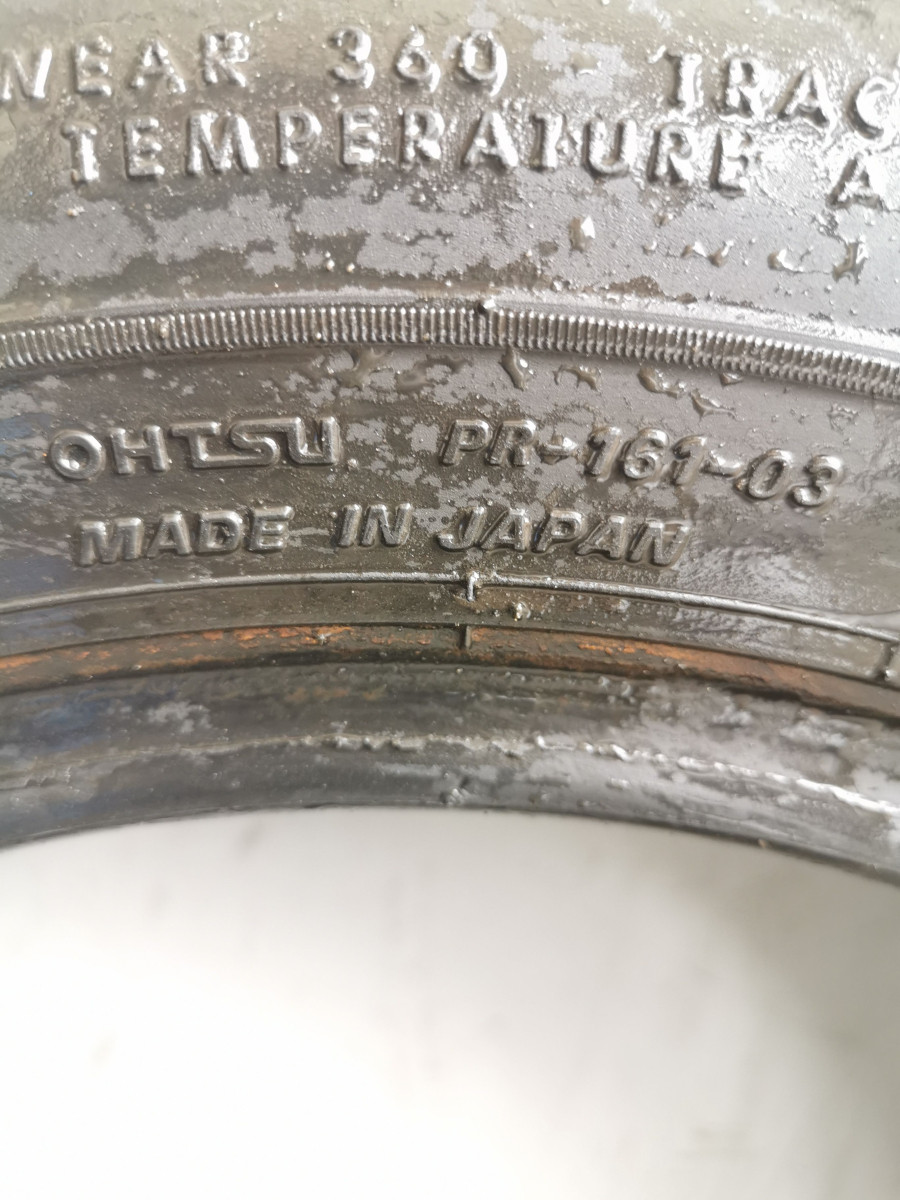 WEAR 360 TRAC
TEMPERATURE A
OHTSU PR-161-03
MADE IN JAPAN